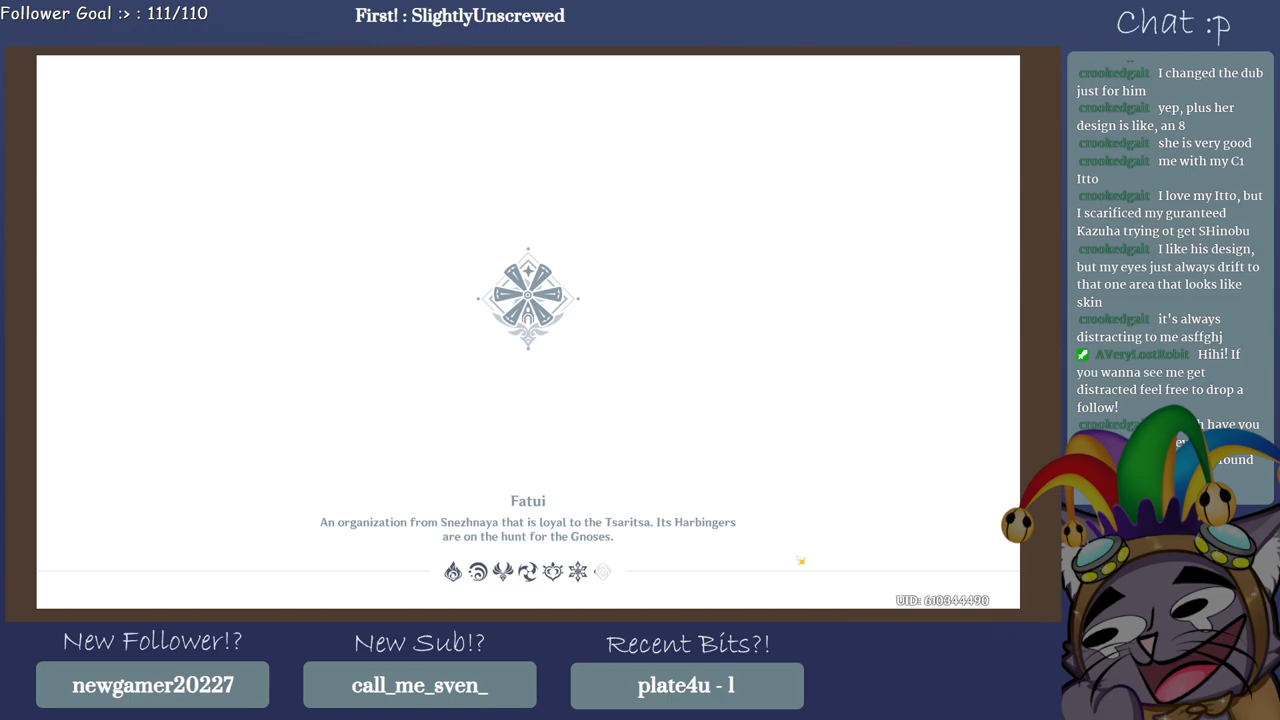 Follower Goal :> : 111/110
First! : SlightlyUnscrewed
Chat :p
crookedgait I changed the dub
just for him
crookedgait yep, plus her
design is like, an 8
crookedgait she is very good
crookedgait me with my C1
Itto
crookedgait I love my Itto, but
I scarificed my guranteed
Kazuha trying ot get SHinobu
crookedgait I like his design,
but my eyes just always drift to
that one area that looks like
skin
crookedgait it's always
distracting to me asffghj
AVeryLostRobit Hihi! If
you wanna see me get
distracted feel free to drop a
follow!
have you
Fatui
An organization from Snezhnaya that is loyal to the Tsaritsa. Its Harbingers
are on the hunt for the Gnoses.
UID: 610344490
New Follower!?
newgamer20227
New Sub!?
call_me_sven_
Recent Bits?!
plate4u - 1